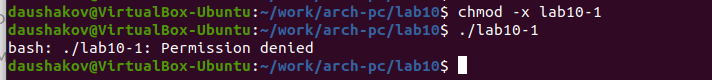 daushakov@VirtualBox-Ubuntu:~/work/arch-pc/lab10$ chmod -x lab10-1
daushakov@VirtualBox-Ubuntu:~/work/arch-pc/lab10$ ./lab10-1
bash: ./lab10-1: Permission denied
daushakov@VirtualBox-Ubuntu:~/work/arch-pc/lab10$